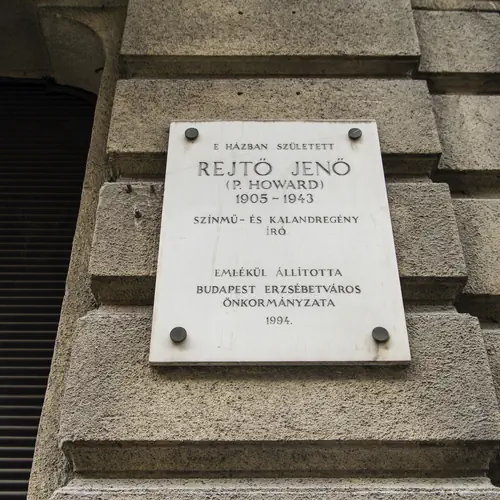 E HÁZBAN SZÜLETETT
REJTŐ JENŐ
(P. HOWARD)
1905-1943
SZÍNMŰ- ÉS KALANDREGÉNY
ÍRÓ
EMLÉKÜL ÁLLÍTOTTA
BUDAPEST ERZSÉBETVÁROS
ÖNKORMÁNYZATA
1994.